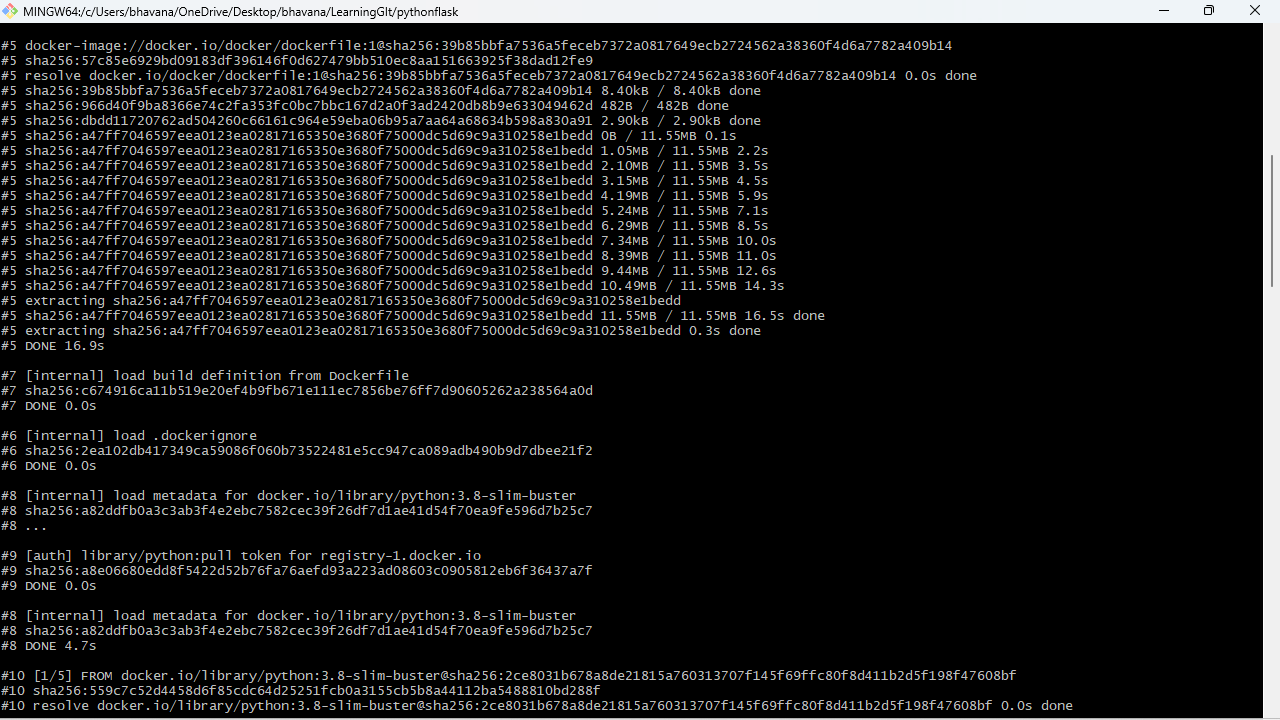 MINGW64:/c/Users/bhavana/OneDrive/Desktop/bhavana/LearningGIt/pythonflask
#5 docker-image://docker.io/docker/dockerfile:1@sha256:39b85bbfa7536a5feceb7372a0817649ecb2724562a38360f4d6a7782a409b14
#5 sha256:57c85e6929bd09183df396146f0d627479bb510ec8aa151663925f38dad12fe9
#5 resolve docker.io/docker/dockerfile:1@sha256:39b85bbfa7536a5feceb7372a0817649ecb2724562a38360f4d6a7782a409b14 0.0s done
#5 sha256:39b85bbfa7536a5feceb7372a0817649ecb2724562a38360f4d6a7782a409b14 8.40kB / 8.40kB done
#5 sha256:966d40f9ba8366e74c2fa353fc0bc7bbc167d2a0f3ad2420db8b9e633049462d 482B / 482B done
#5 sha256:dbdd11720762ad504260c66161c964e59eba06b95a7aa64a68634b598a830a91 2.90kB / 2.90kB done
#5 sha256:a47ff7046597eea0123ea02817165350e3680f75000dc5d69c9a310258e1bedd 0B / 11.55MB 0.1s
#5 sha256:a47ff7046597eea0123ea02817165350e3680f75000dc5d69c9a310258e1bedd 1.05MB / 11.55MB 2.2s
#5 sha256:a47ff7046597eea0123ea02817165350e3680f75000dc5d69c9a310258e1bedd 2.10MB / 11.55MB 3.5s
#5 sha256:a47ff7046597eea0123ea02817165350e3680f75000dc5d69c9a310258e1bedd 3.15MB / 11.55MB 4.5s
#5 sha256:a47ff7046597eea0123ea02817165350e3680f75000dc5d69c9a310258e1bedd 4.19MB / 11.55MB 5.9s
#5 sha256:a47ff7046597eea0123ea02817165350e3680f75000dc5d69c9a310258e1bedd 5.24MB / 11.55MB 7.1s
#5 sha256:a47ff7046597eea0123ea02817165350e3680f75000dc5d69c9a310258e1bedd 6.29MB / 11.55MB 8.5s
#5 sha256:a47ff7046597eea0123ea02817165350e3680f75000dc5d69c9a310258e1bedd 7.34MB / 11.55MB 10.0s
#5 sha256:a47ff7046597eea0123ea02817165350e3680f75000dc5d69c9a310258e1bedd 8.39MB / 11.55MB 11.0s
#5 sha256:a47ff7046597eea0123ea02817165350e3680f75000dc5d69c9a310258e1bedd 9.44MB / 11.55MB 12.6s
#5 sha256:a47ff7046597eea0123ea02817165350e3680f75000dc5d69c9a310258e1bedd 10.49MB / 11.55MB 14.3s
#5 extracting sha256:a47ff7046597eea0123ea02817165350e3680f75000dc5d69c9a310258e1bedd
#5 sha256:a47ff7046597eea0123ea02817165350e3680f75000dc5d69c9a310258e1bedd 11.55MB / 11.55MB 16.5s done
#5 extracting sha256:a47ff7046597eea0123ea02817165350e3680f75000dc5d69c9a310258e1bedd 0.3s done
#5 DONE 16.9s
#7 [internal] load build definition from Dockerfile
#7 sha256:c674916ca11b519e20ef4b9fb671e111ec7856be76ff7d90605262a238564a0d
#7 DONE 0.0s
#6 [internal] load .dockerignore
#6 sha256:2ea102db417349ca59086f060b73522481e5cc947ca089adb490b9d7dbee21f2
#6 DONE 0.0s
#8 [internal] load metadata for docker.io/library/python:3.8-slim-buster
#8 sha256:a82ddfb0a3c3ab3f4e2ebc7582cec39f26df7d1ae41d54f70ea9fe596d7b25c7
#8 ...
#9 [auth] library/python:pull token for registry-1.docker.io
#9 sha256:a8e06680edd8f5422d52b76fa76aefd93a223ad08603c0905812eb6f36437a7f
#9 DONE 0.0s
#8 [internal] load metadata for docker.io/library/python:3.8-slim-buster
#8 sha256:a82ddfb0a3c3ab3f4e2ebc7582cec39f26df7d1ae41d54f70ea9fe596d7b25c7
#8 DONE 4.7s
#10 [1/5] FROM docker.io/library/python:3.8-slim-buster@sha256:2ce8031b678a8de21815a760313707f145f69ffc80f8d411b2d5f198f47608bf
#10 sha256:559c7c52d4458d6f85cdc64d25251fcb0a3155cb5b8a44112ba5488810bd288f
#10 resolve docker.io/library/python:3.8-slim-buster@sha256:2ce8031b678a8de21815a760313707f145f69ffc80f8d411b2d5f198f47608bf 0.0s done